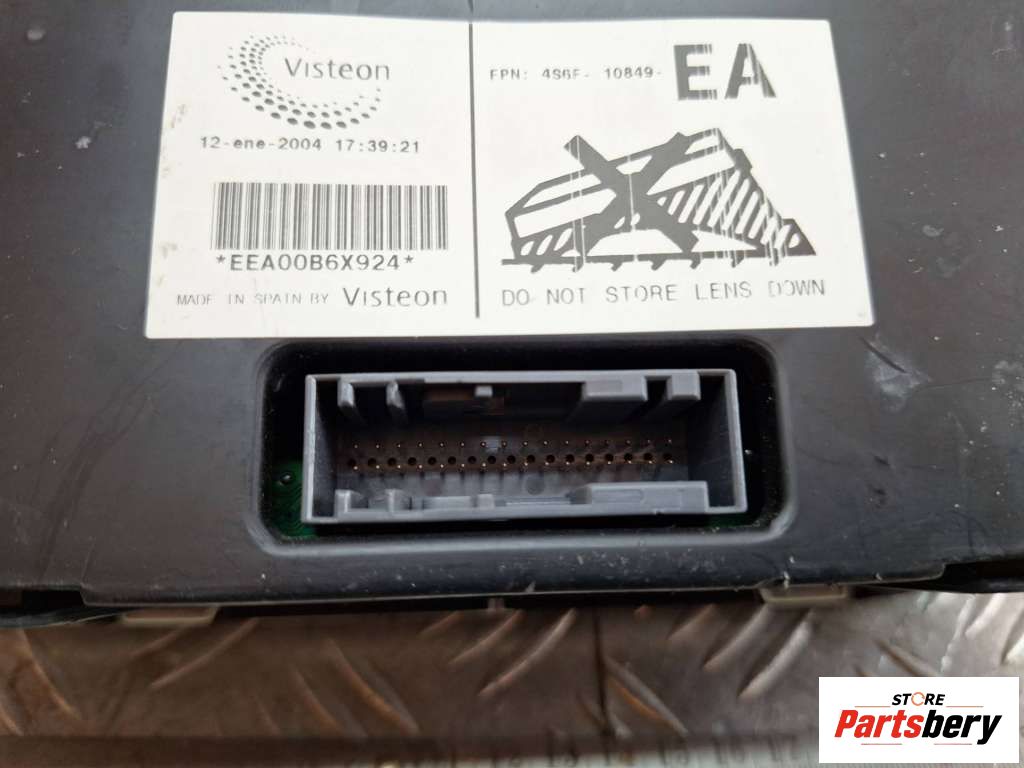 Visteon
12-ene-2004 17:39:21
*EEA00B6X924*
MADE IN SPAIN BY Visteon
FPN: 4S6F- 10849- EA
DO NOT STORE LENS DOWN
STORE
Partsbery